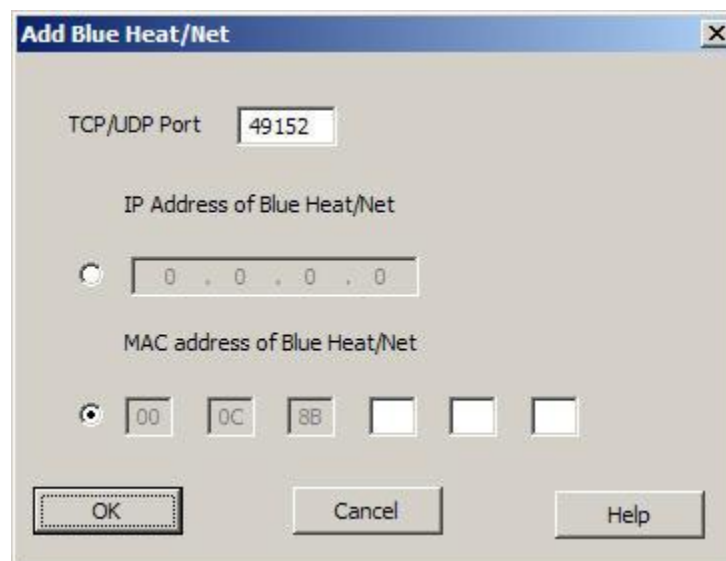 Add Blue Heat/Net
TCP/UDP Port 49152
IP Address of Blue Heat/Net
0 . 0 . 0 . 0
MAC address of Blue Heat/Net
00 0C 8B
OK Cancel Help